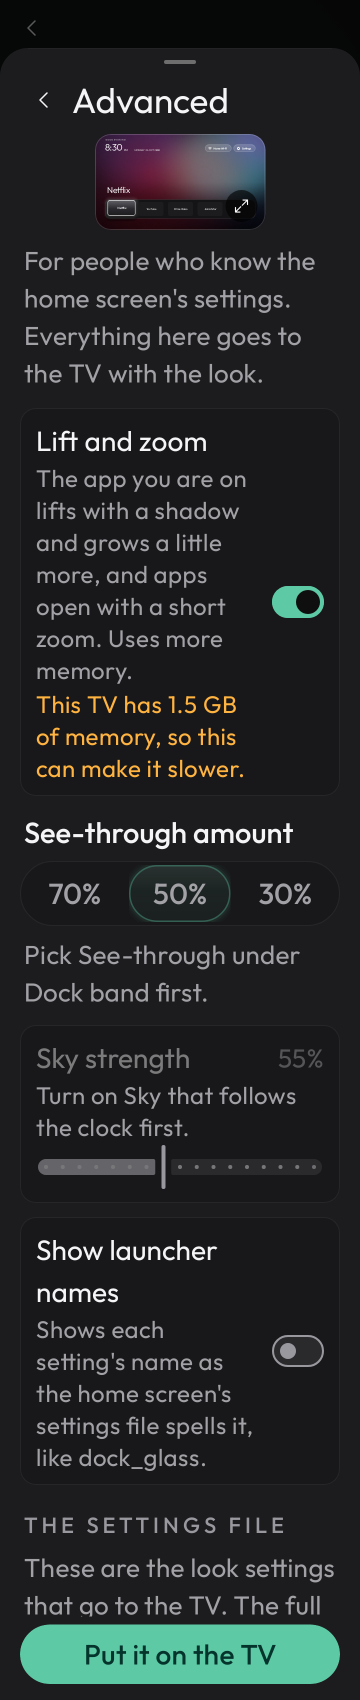 Advanced
8:30
Netflix
For people who know the
home screen's settings.
Everything here goes to
the TV with the look.
Lift and zoom
The app you are on
lifts with a shadow
and grows a little
more, and apps
open with a short
zoom. Uses more
memory.
This TV has 1.5 GB
of memory, so this
can make it slower.
See-through amount
70% 50% 30%
Pick See-through under
Dock band first.
Sky strength 55%
Turn on Sky that follows
the clock first.
Show launcher
names
Shows each
setting's name as
the home screen's
settings file spells it,
like dock_glass.
THE SETTINGS FILE
These are the look settings
that go to the TV. The full
Put it on the TV